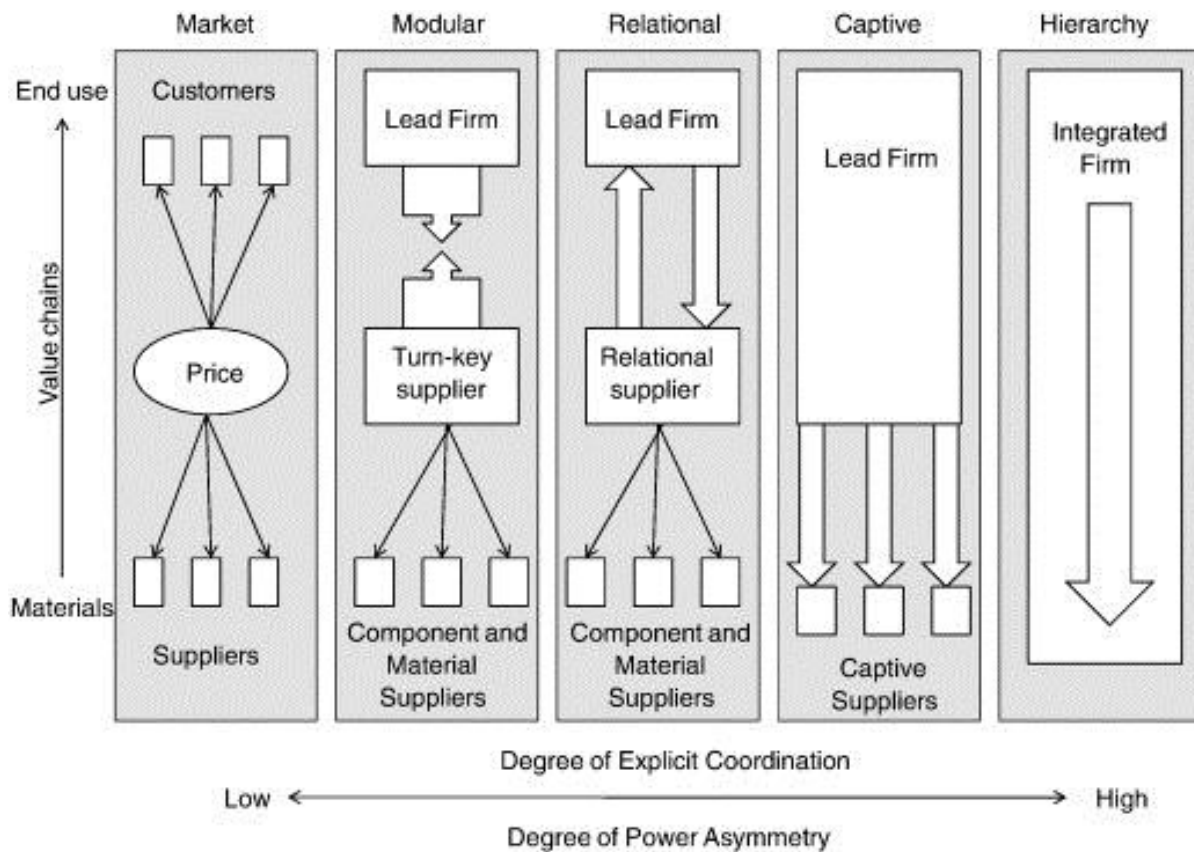 Market
Modular
Relational
Captive
Hierarchy
End use
Value chains
Materials
Customers
Price
Suppliers
Lead Firm
Turn-key
supplier
Component and
Material
Suppliers
Lead Firm
Relational
supplier
Component and
Material
Suppliers
Lead Firm
Captive
Suppliers
Integrated
Firm
Degree of Explicit Coordination
Low
High
Degree of Power Asymmetry